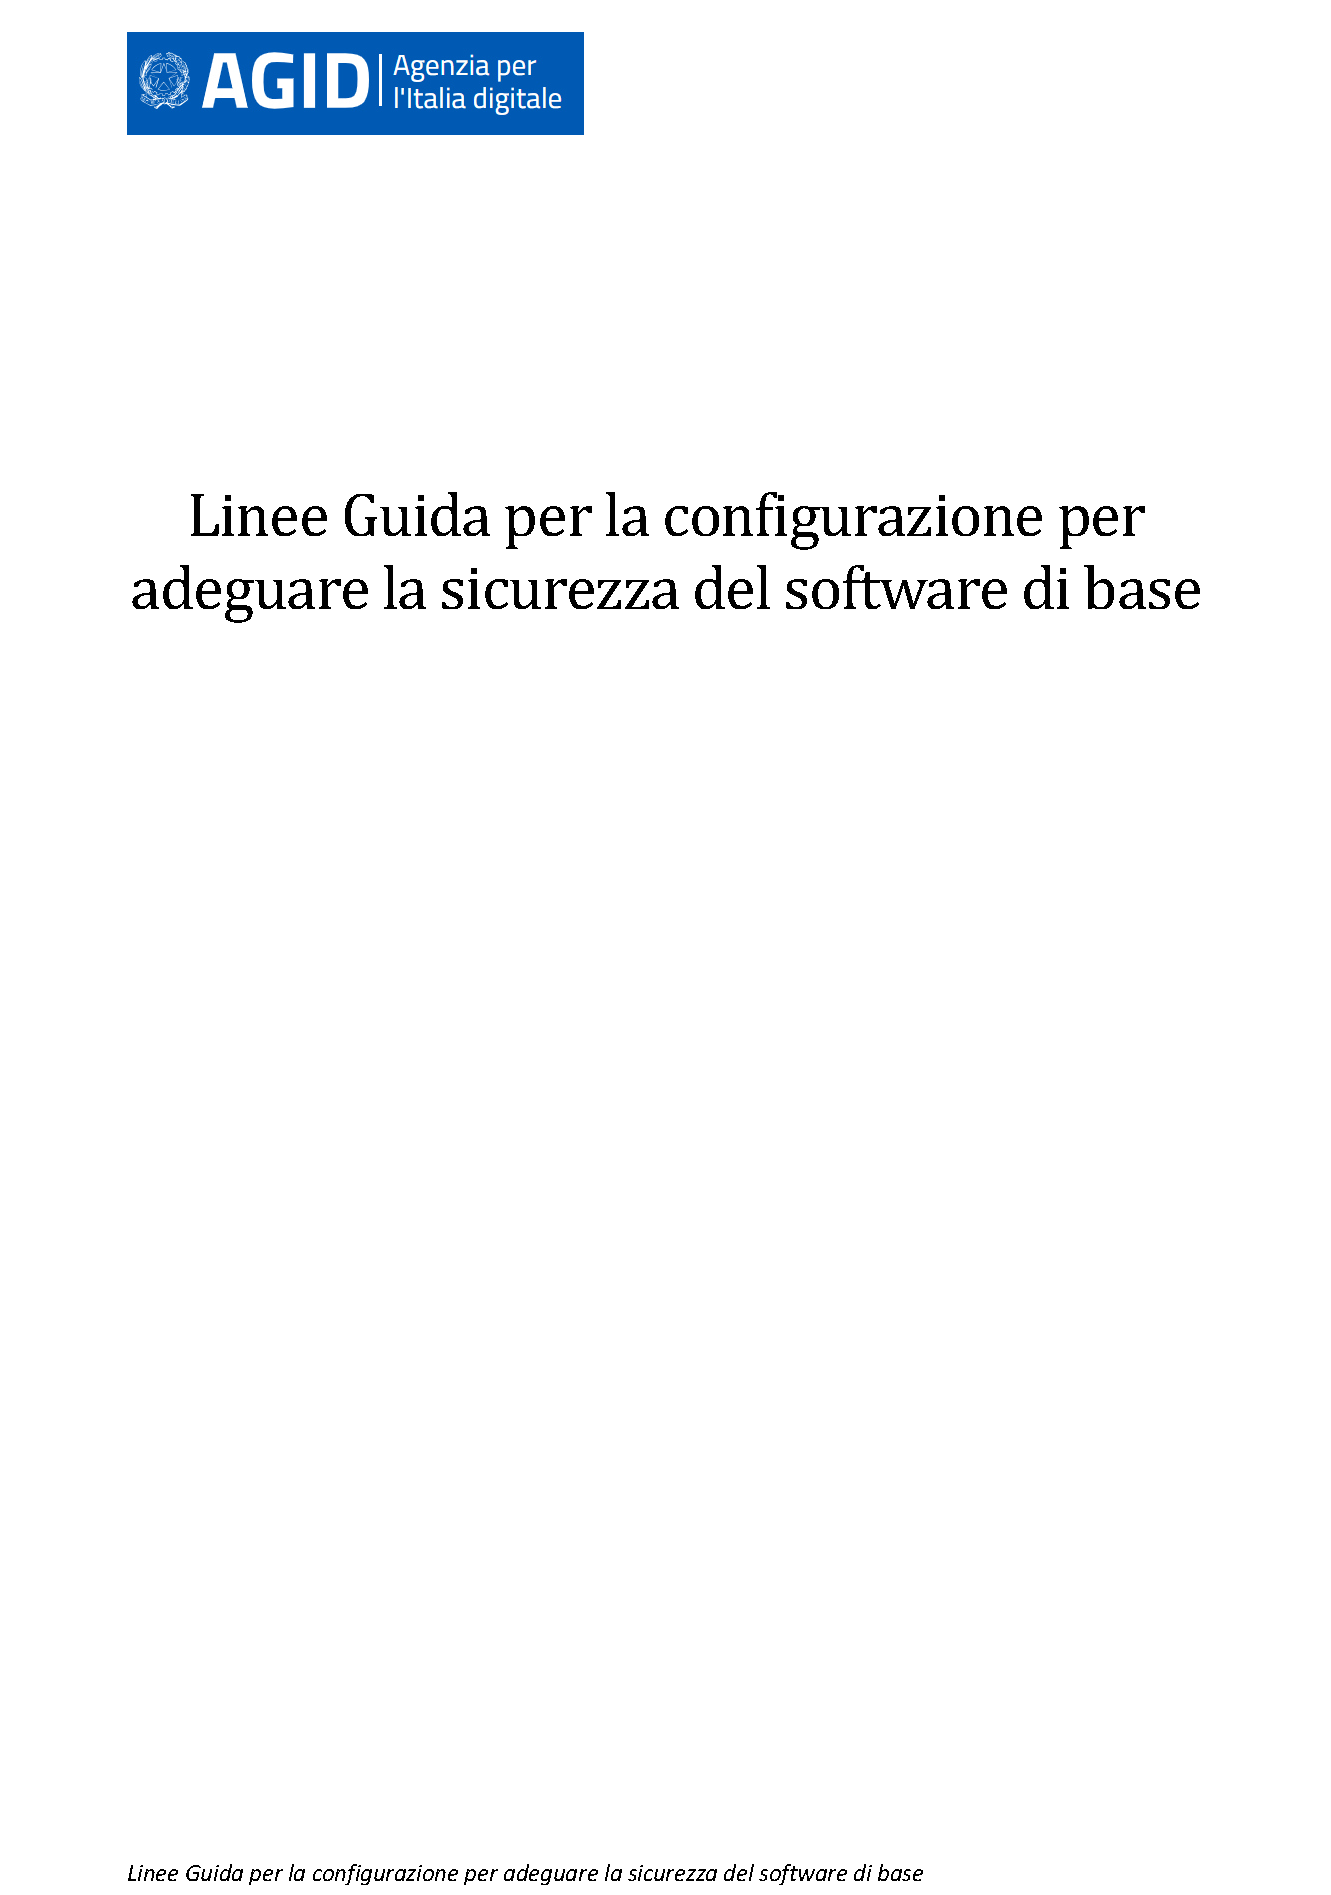 AGID
Agenzia per
l'Italia digitale
Linee Guida per la configurazione per
adeguare la sicurezza del software di base
Linee Guida per la configurazione per adeguare la sicurezza del software di base